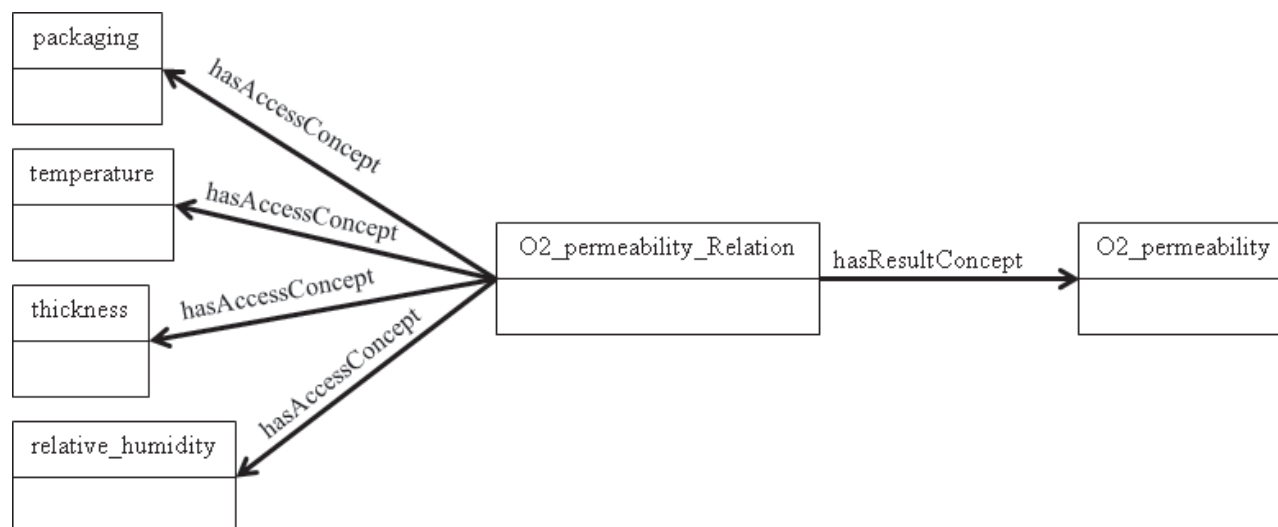 packaging
hasAccessConcept
temperature
hasAccessConcept
O2_permeability_Relation
hasResultConcept
O2_permeability
thickness
hasAccessConcept
hasAccessConcept
relative_humidity